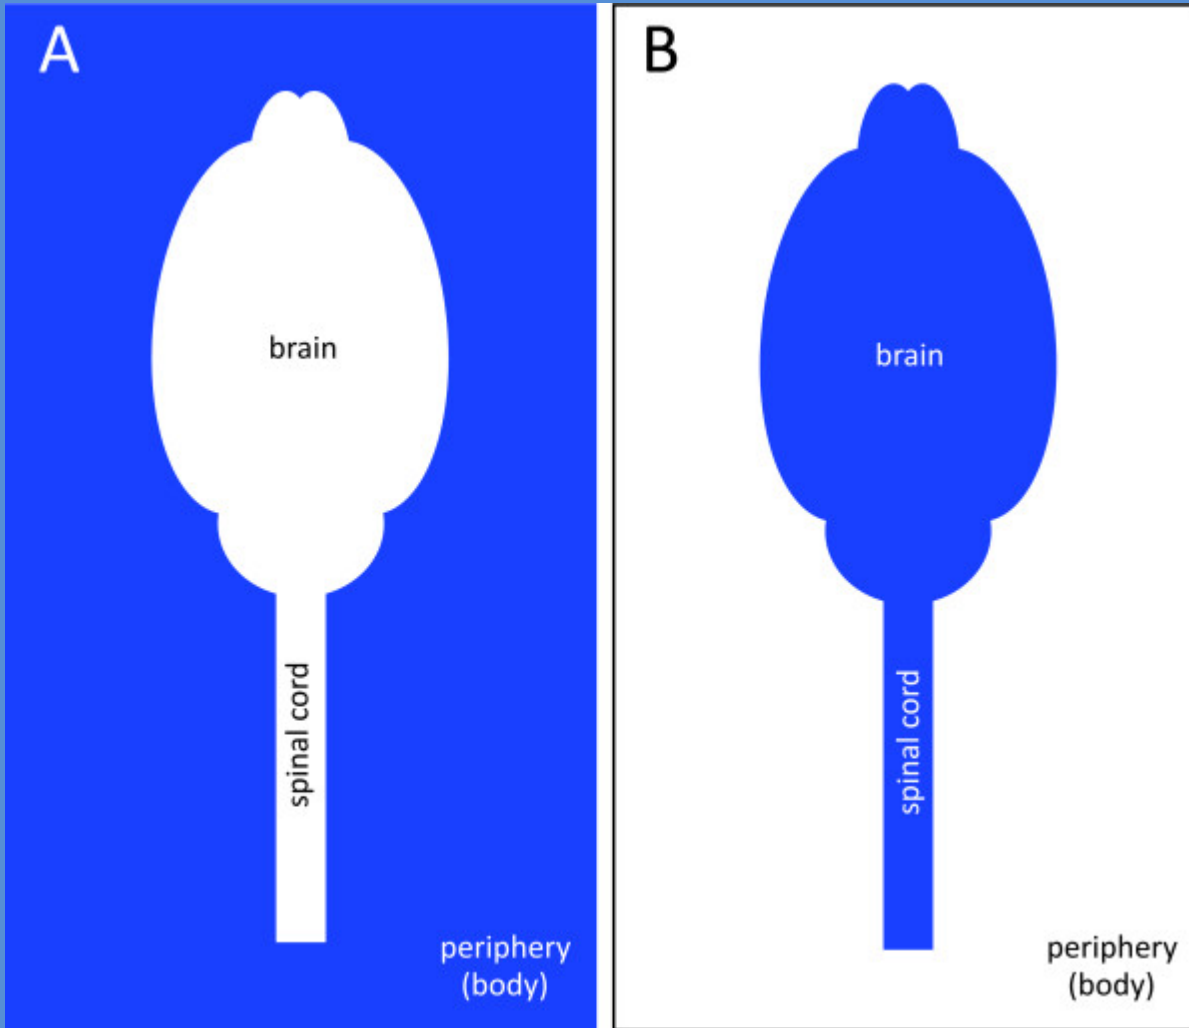 A
brain
spinal cord
periphery
(body)
B
brain
spinal cord
periphery
(body)